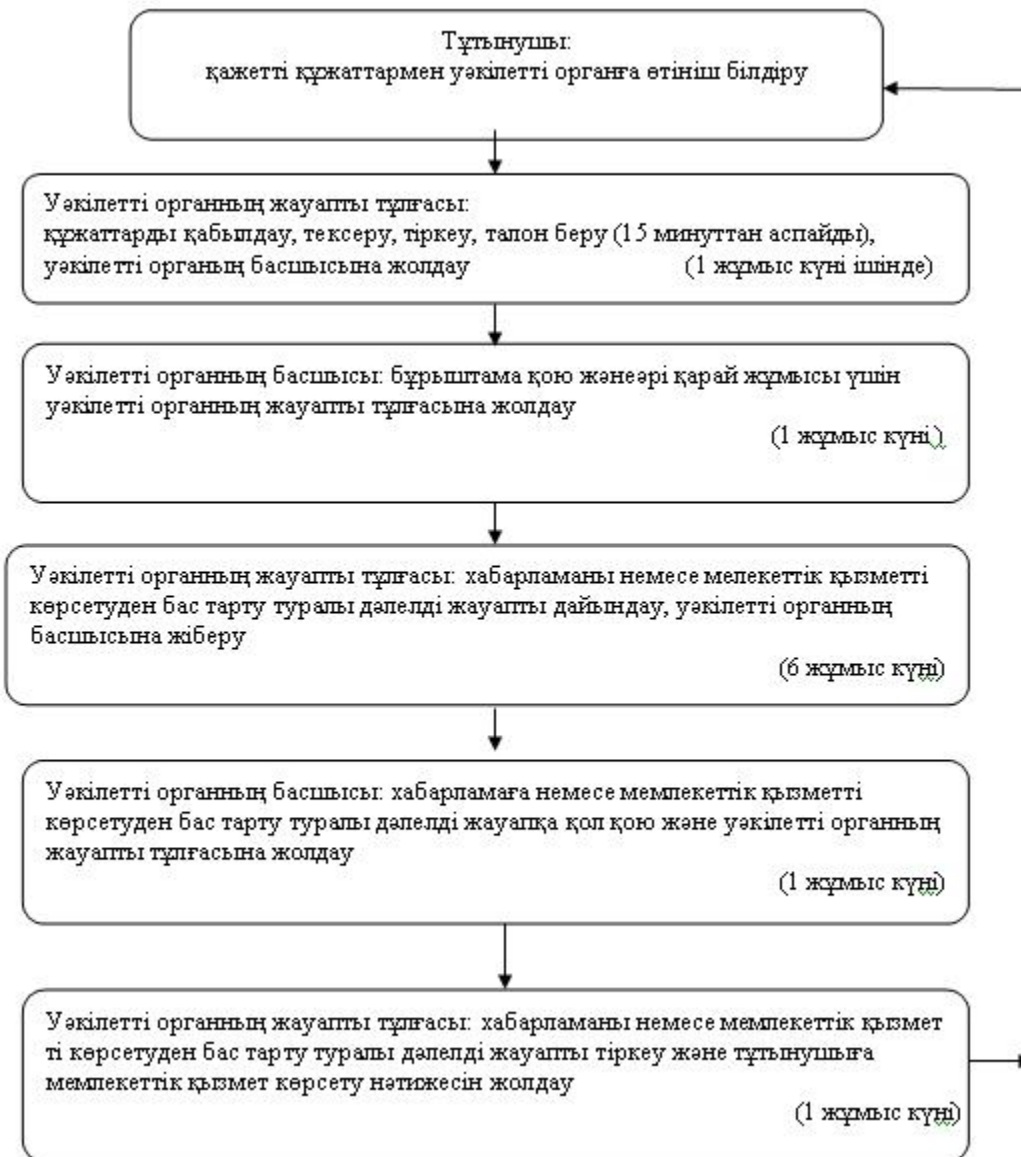 Тұтынушы:
қажетті құжаттармен уәкілетті органға өтініш білдіру
Уәкілетті органның жауапты тұлғасы:
құжаттарды қабылдау, тексеру, тіркеу, талон беру (15 минуттан аспайды),
уәкілетті органың басшысына жолдау (1 жұмыс күні ішінде)
Уәкілетті органның басшысы: бұрыштама қою жәнеәрі қарай жұмысы үшін
уәкілетті органның жауапты тұлғасына жолдау
(1 жұмыс күні)
Уәкілетті органның жауапты тұлғасы: хабарламаны немесе мелекеттік қызметті
көрсетуден бас тарту туралы дәлелді жауапты дайындау, уәкілетті органның
басшысына жіберу
(6 жұмыс күні)
Уәкілетті органның басшысы: хабарламаға немесе мемлекеттік қызметті
көрсетуден бас тарту туралы дәлелді жауапқа қол қою және уәкілетті органның
жауапты тұлғасына жолдау
(1 жұмыс күні)
Уәкілетті органның жауапты тұлғасы: хабарламаны немесе мемлекеттік қызмет
ті көрсетуден бас тарту туралы дәлелді жауапты тіркеу және тұтынушыға
мемлекеттік қызмет көрсету нәтижесін жолдау
(1 жұмыс күні)